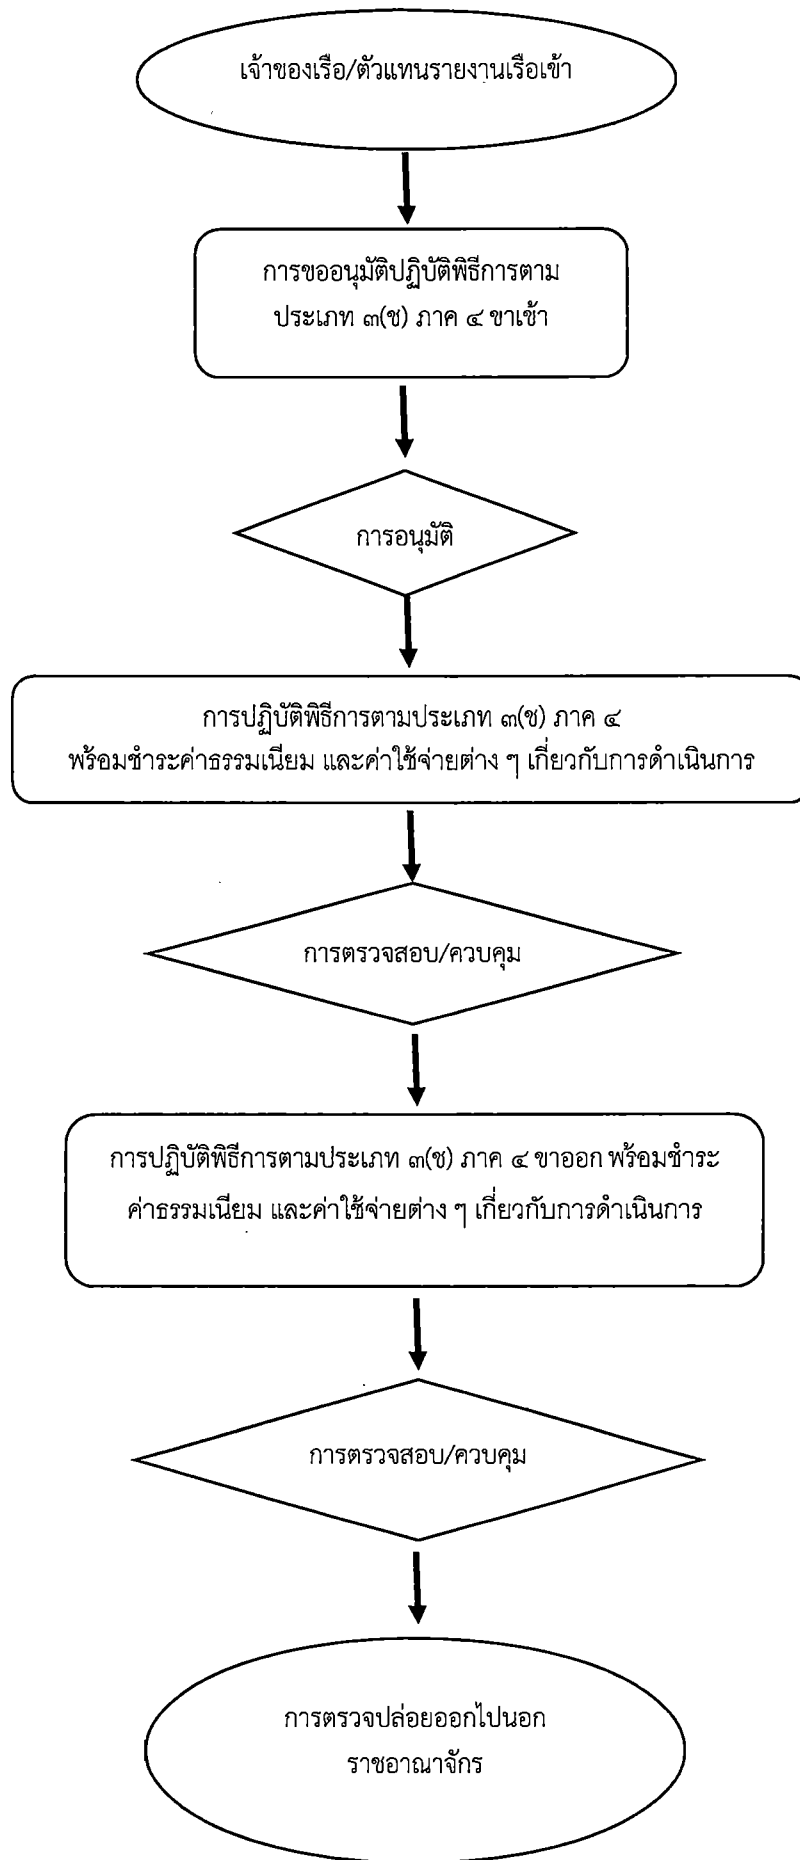 เจ้าของเรือ/ตัวแทนรายงานเรือเข้า
การขออนุมัติปฏิบัติพิธีการตาม
ประเภท ๓(ช) ภาค ๔ ขาเข้า
การอนุมัติ
การปฏิบัติพิธีการตามประเภท ๓(ช) ภาค ๔
พร้อมชำระค่าธรรมเนียม และค่าใช้จ่ายต่าง ๆ เกี่ยวกับการดำเนินการ
การตรวจสอบ/ควบคุม
การปฏิบัติพิธีการตามประเภท ๓(ช) ภาค ๔ ขาออก พร้อมชำระ
ค่าธรรมเนียม และค่าใช้จ่ายต่าง ๆ เกี่ยวกับการดำเนินการ
การตรวจสอบ/ควบคุม
การตรวจปล่อยออกไปนอก
ราชอาณาจักร